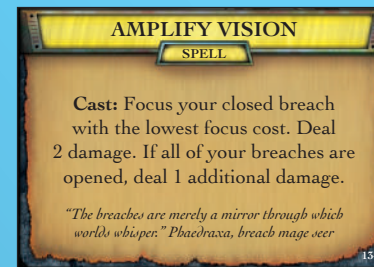 AMPLIFY VISION
SPELL
Cast: Focus your closed breach
with the lowest focus cost. Deal
2 damage. If all of your breaches are
opened, deal 1 additional damage.
“The breaches are merely a mirror through which
worlds whisper.” Phaedraxa, breach mage seer